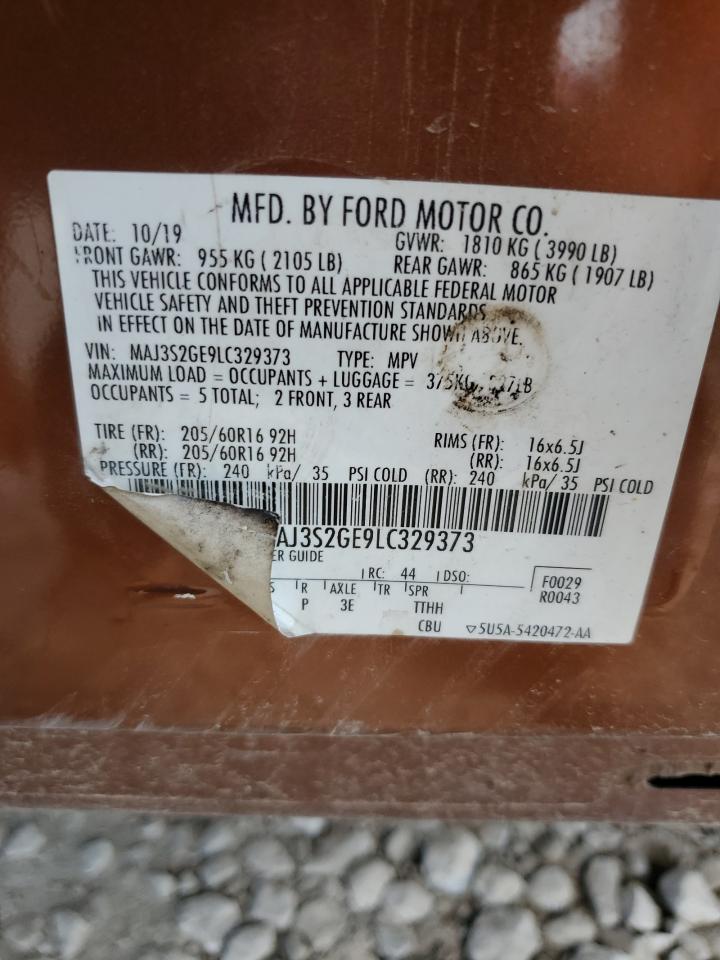 MFD. BY FORD MOTOR CO.
DATE: 10/19 GVWR: 1810 KG ( 3990 LB)
FRONT GAWR: 955 KG ( 2105 LB) REAR GAWR: 865 KG ( 1907 LB)
THIS VEHICLE CONFORMS TO ALL APPLICABLE FEDERAL MOTOR
VEHICLE SAFETY AND THEFT PREVENTION STANDARDS
IN EFFECT ON THE DATE OF MANUFACTURE SHOWN ABOVE.
VIN: MAJ3S2GE9LC329373 TYPE: MPV
MAXIMUM LOAD = OCCUPANTS + LUGGAGE = 375KG
OCCUPANTS = 5 TOTAL; 2 FRONT, 3 REAR
TIRE (FR): 205/60R16 92H RIMS (FR): 16x6.5J
(RR): 205/60R16 92H (RR): 16x6.5J
PRESSURE (FR): 240 kPa/ 35 PSI COLD (RR): 240 kPa/ 35 PSI COLD
AJ3S2GE9LC329373
ER GUIDE
RC: 44 DSO: F0029
S R AXLE TR SPR R0043
P 3E TTHH
CBU ▽5U5A-5420472-AA